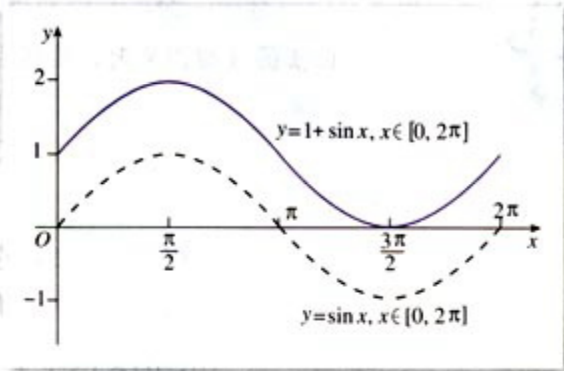 y
2
y=1+sin x, x∈[0, 2π]
1
π
2π
O
π/2
3π/2
x
-1
y=sin x, x∈[0, 2π]